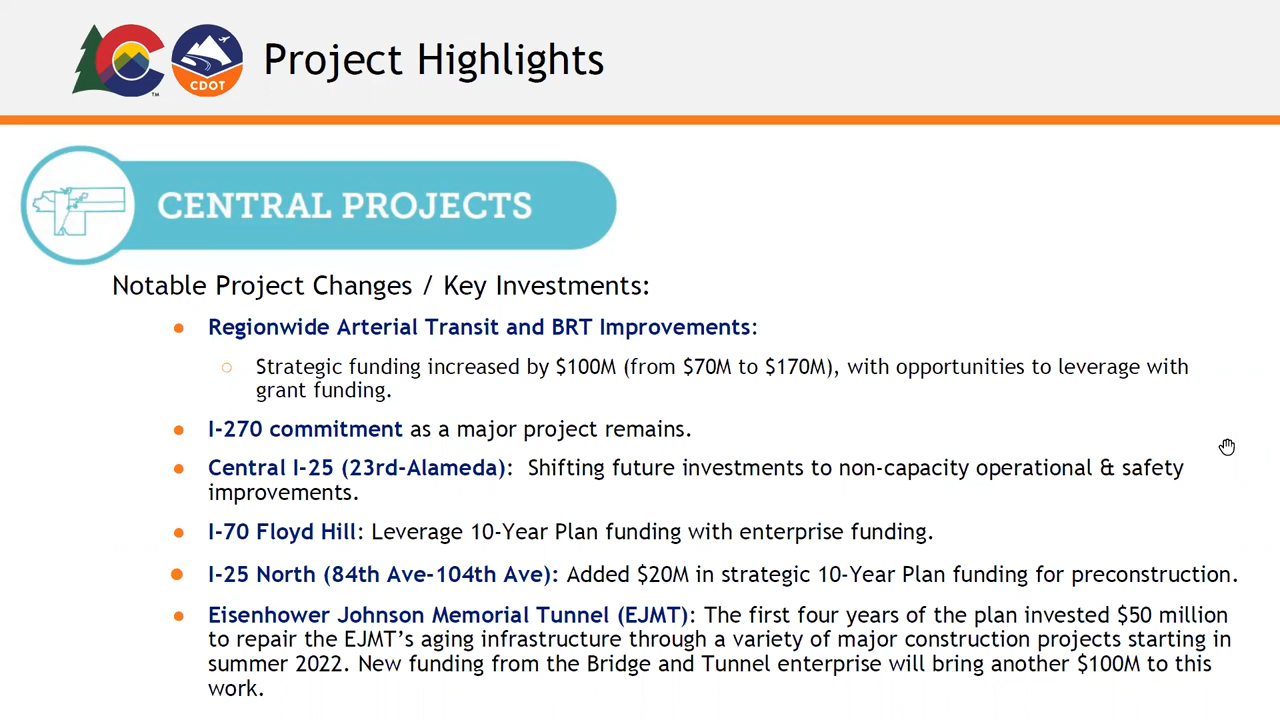 Project Highlights
TM
CDOT
CENTRAL PROJECTS
Notable Project Changes / Key Investments:
● Regionwide Arterial Transit and BRT Improvements:
○ Strategic funding increased by $100M (from $70M to $170M), with opportunities to leverage with
grant funding.
● I-270 commitment as a major project remains.
● Central I-25 (23rd-Alameda): Shifting future investments to non-capacity operational & safety
improvements.
● I-70 Floyd Hill: Leverage 10-Year Plan funding with enterprise funding.
● I-25 North (84th Ave-104th Ave): Added $20M in strategic 10-Year Plan funding for preconstruction.
● Eisenhower Johnson Memorial Tunnel (EJMT): The first four years of the plan invested $50 million
to repair the EJMT’s aging infrastructure through a variety of major construction projects starting in
summer 2022. New funding from the Bridge and Tunnel enterprise will bring another $100M to this
work.